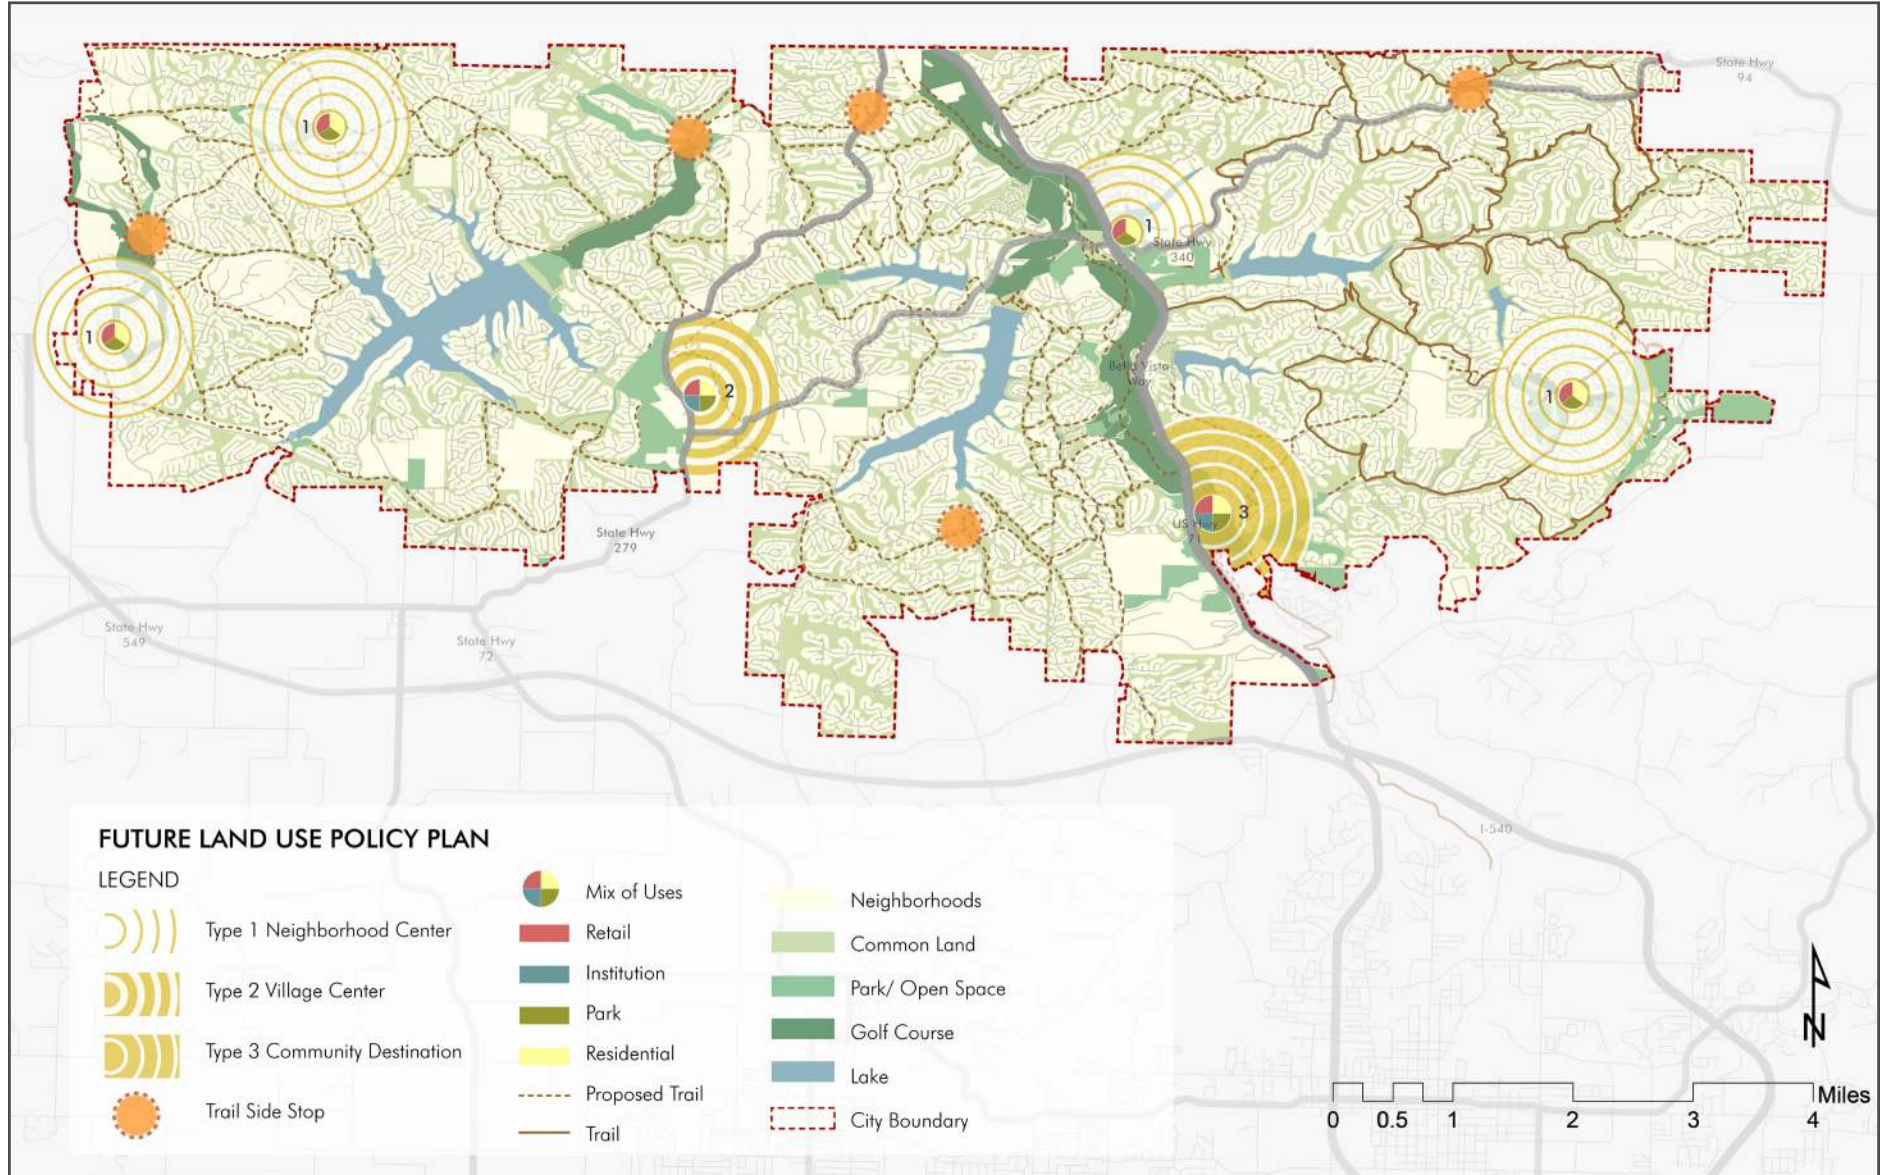 State Hwy
94
1
1
State Hwy
340
1
Bella Vista
Way
2
1
3
US Hwy
71
State Hwy
279
State Hwy
549
State Hwy
72
I-540
FUTURE LAND USE POLICY PLAN
LEGEND
Type 1 Neighborhood Center
Type 2 Village Center
Type 3 Community Destination
Trail Side Stop
Mix of Uses
Retail
Institution
Park
Residential
Proposed Trail
Trail
Neighborhoods
Common Land
Park/ Open Space
Golf Course
Lake
City Boundary
N
Miles
0 0.5 1 2 3 4